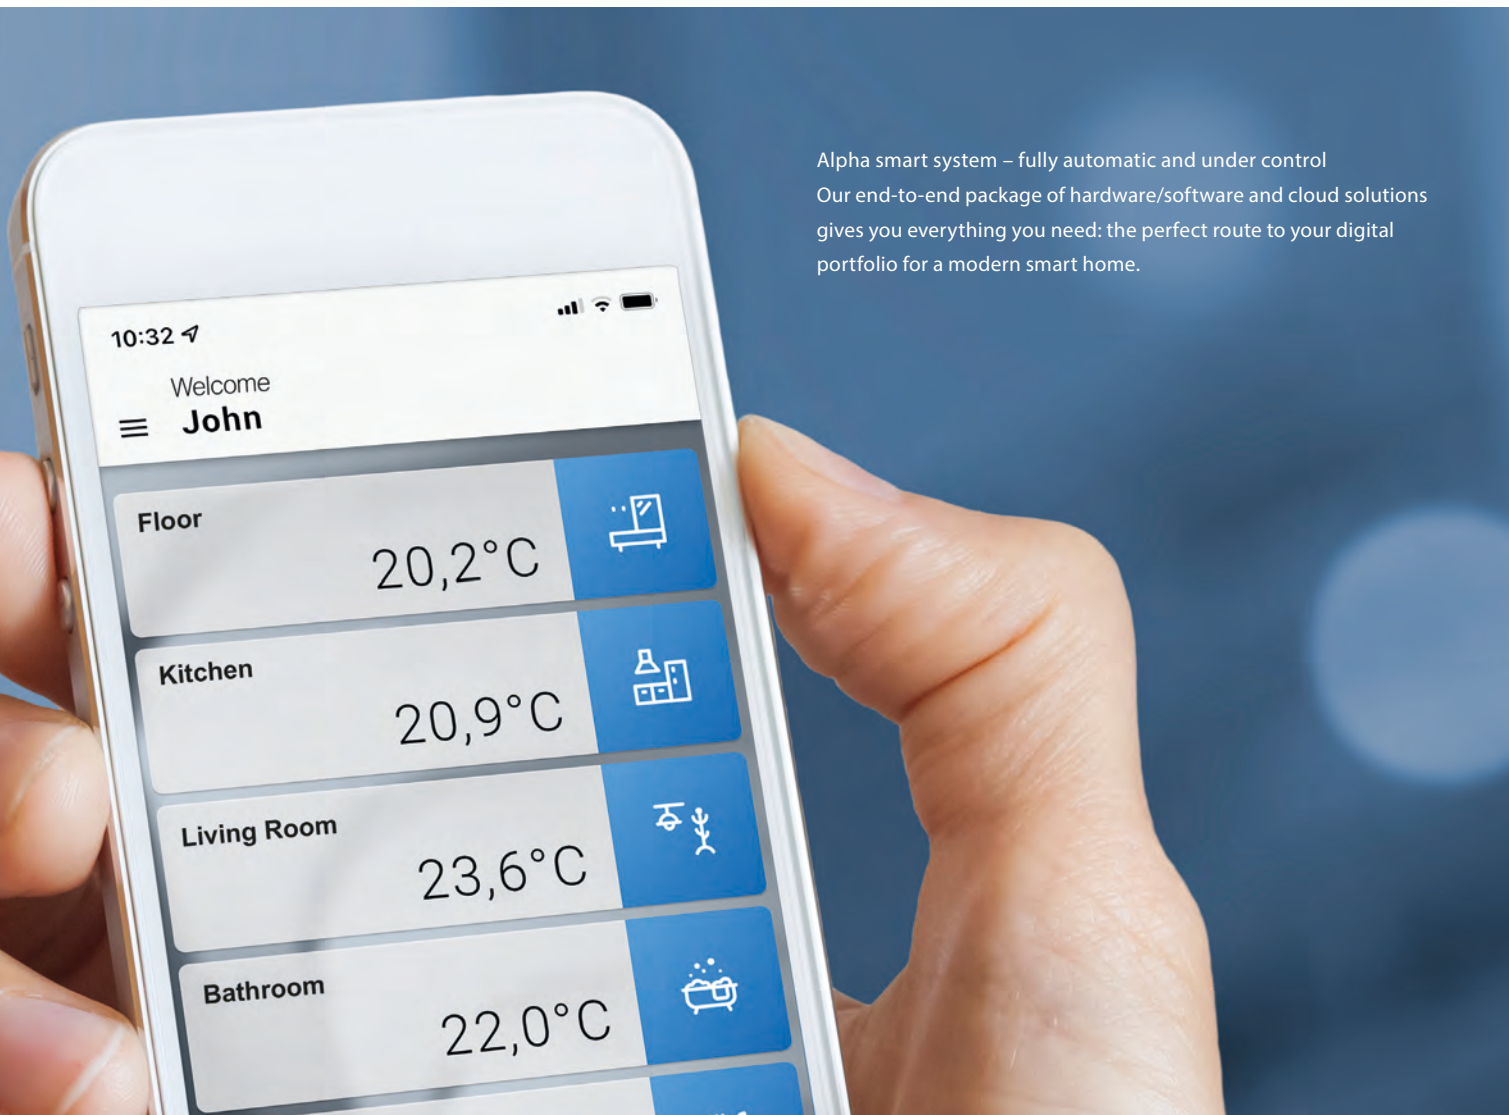 Alpha smart system – fully automatic and under control
Our end-to-end package of hardware/software and cloud solutions
gives you everything you need: the perfect route to your digital
portfolio for a modern smart home.
10:32
Welcome
John
Floor
20,2°C
Kitchen
20,9°C
Living Room
23,6°C
Bathroom
22,0°C